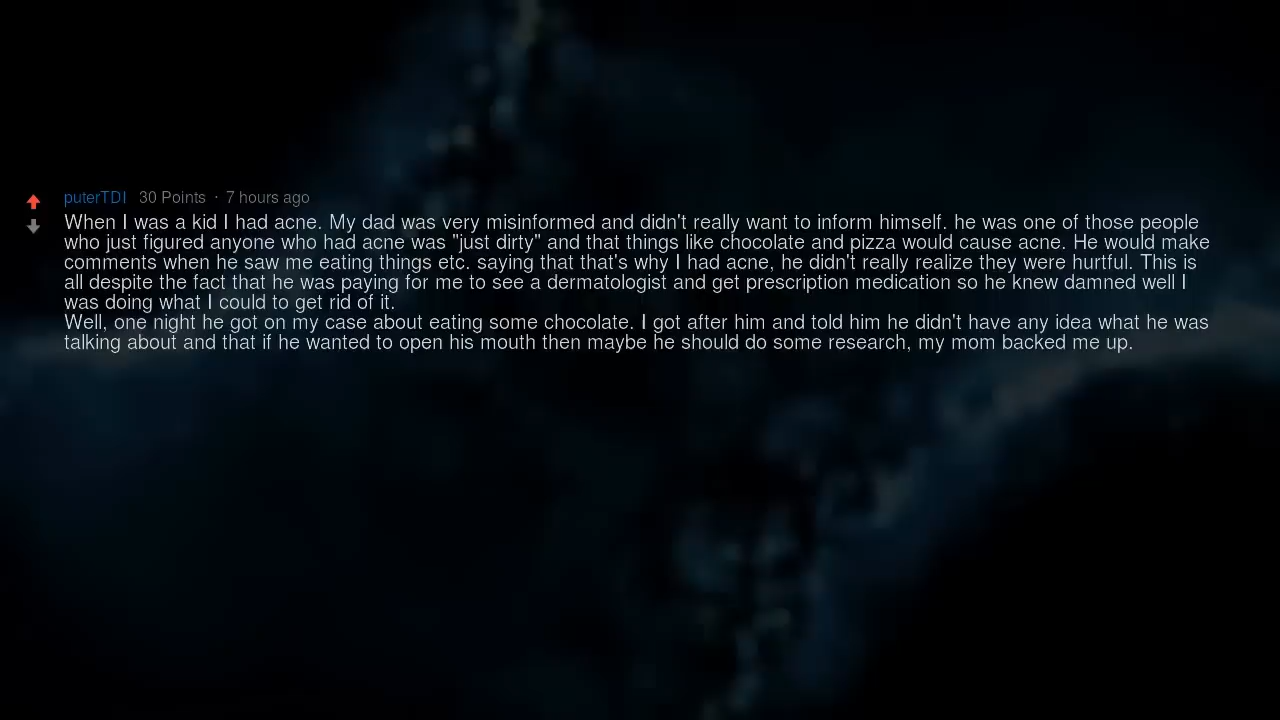 puterTDI 30 Points · 7 hours ago
When I was a kid I had acne. My dad was very misinformed and didn't really want to inform himself. he was one of those people
who just figured anyone who had acne was "just dirty" and that things like chocolate and pizza would cause acne. He would make
comments when he saw me eating things etc. saying that that's why I had acne, he didn't really realize they were hurtful. This is
all despite the fact that he was paying for me to see a dermatologist and get prescription medication so he knew damned well I
was doing what I could to get rid of it.
Well, one night he got on my case about eating some chocolate. I got after him and told him he didn't have any idea what he was
talking about and that if he wanted to open his mouth then maybe he should do some research, my mom backed me up.